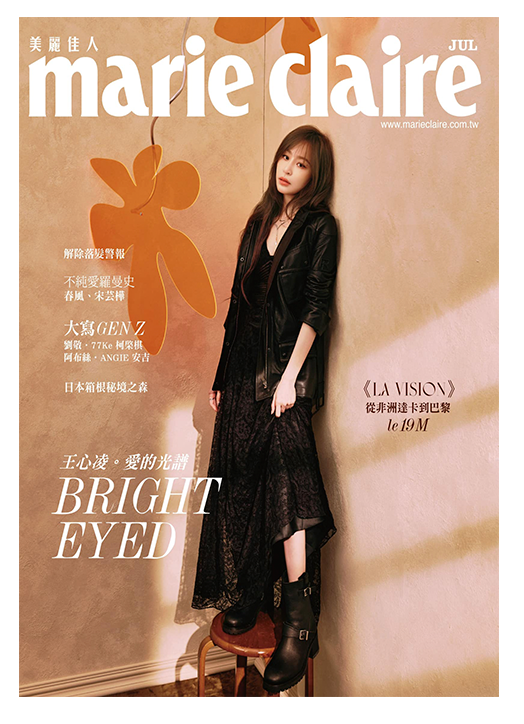 美麗佳人
JUL
marie claire
www.marieclaire.com.tw
解除落髮警報
不純愛羅曼史
春風、宋芸樺
大寫GEN Z
劉敬・77Ke 柯棨棋
阿布絲・ANGIE 安吉
日本箱根秘境之森
《LA VISION》
從非洲達卡到巴黎
le19M
王心凌。愛的光譜
BRIGHT
EYED